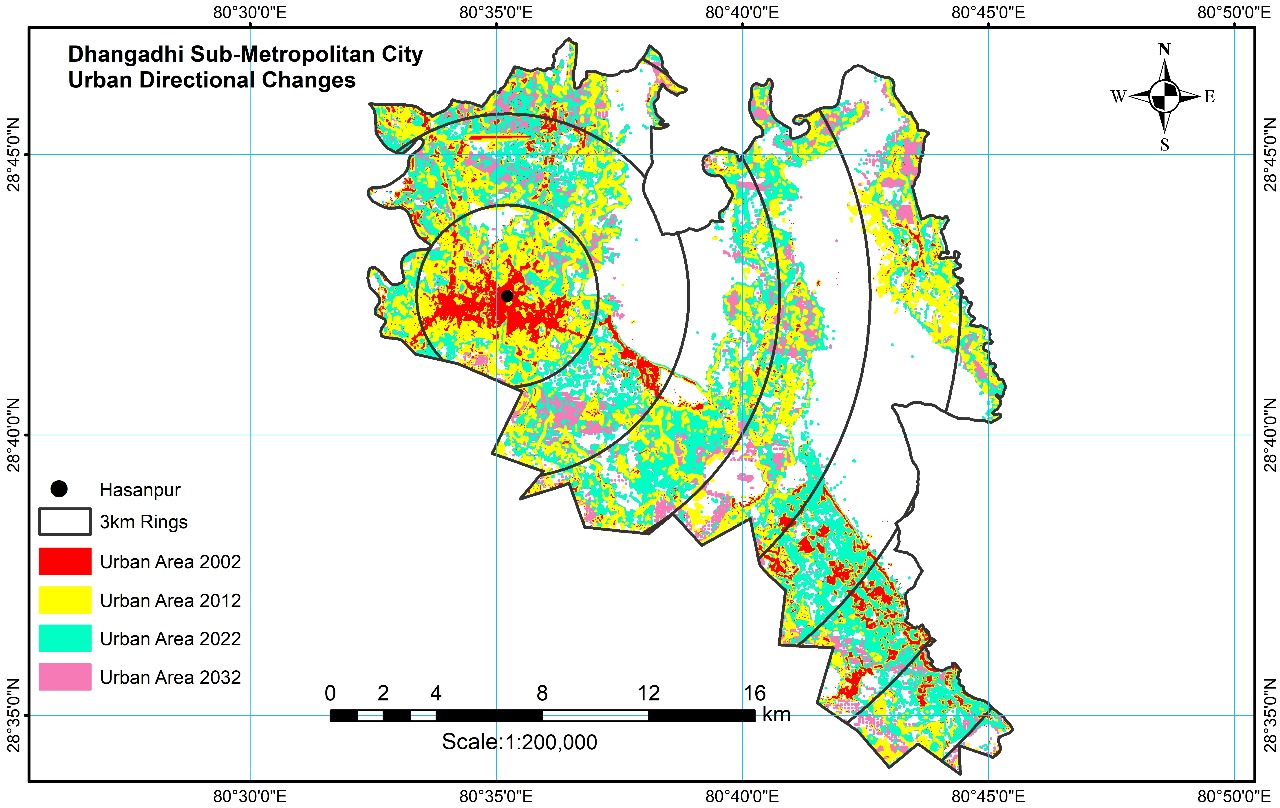 80°30'0"E 80°35'0"E 80°40'0"E 80°45'0"E 80°50'0"E
Dhangadhi Sub-Metropolitan City
Urban Directional Changes
N
W E
S
28°45'0"N 28°45'0"N
28°40'0"N 28°40'0"N
Hasanpur
3km Rings
Urban Area 2002
Urban Area 2012
Urban Area 2022
Urban Area 2032
0 2 4 8 12 16
km
Scale:1:200,000
28°35'0"N 28°35'0"N
80°30'0"E 80°35'0"E 80°40'0"E 80°45'0"E 80°50'0"E